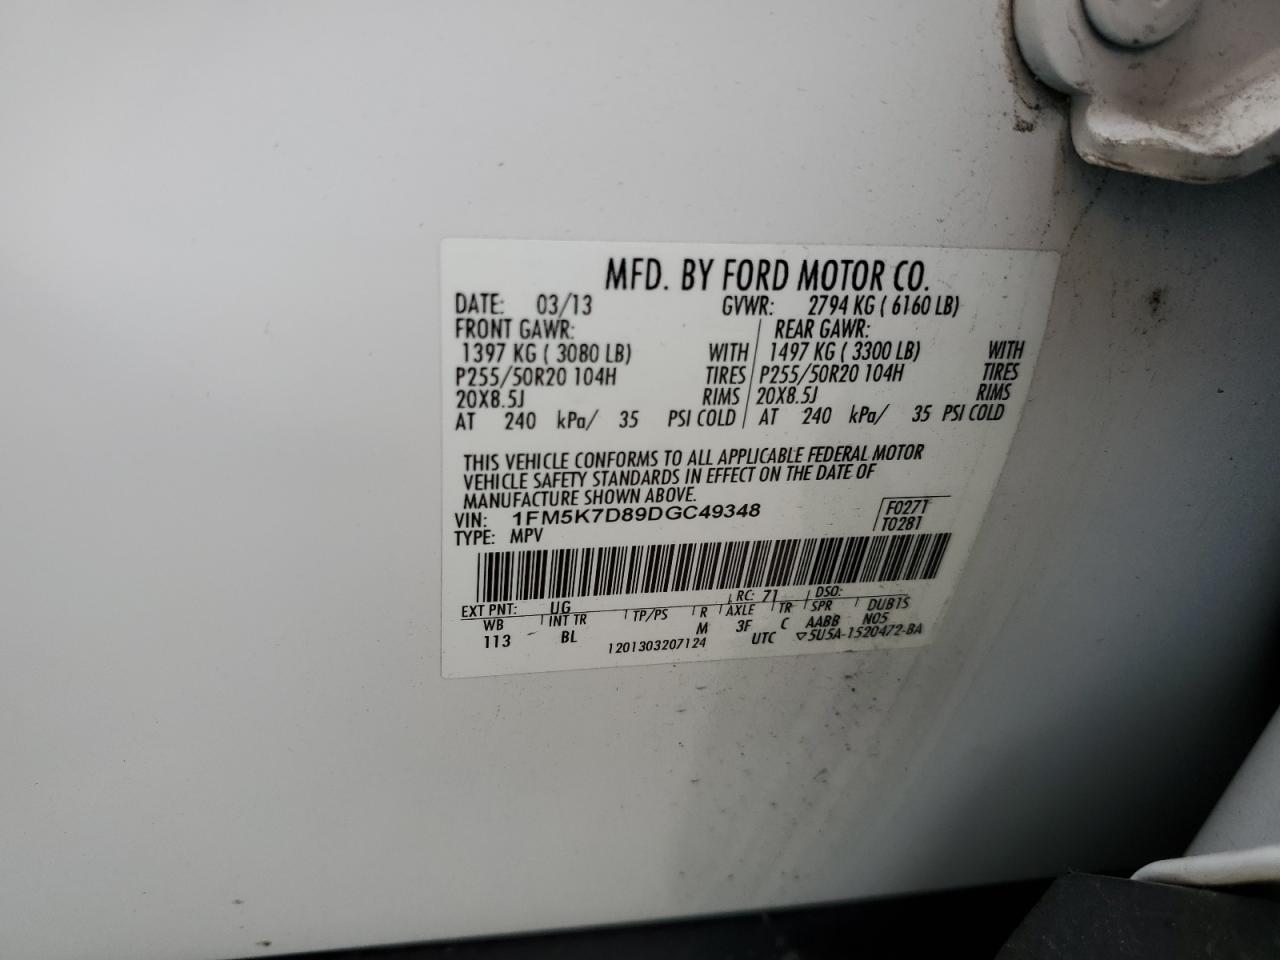 MFD. BY FORD MOTOR CO.
DATE: 03/13 GVWR: 2794 KG ( 6160 LB)
FRONT GAWR: REAR GAWR:
1397 KG ( 3080 LB) WITH 1497 KG ( 3300 LB) WITH
P255/50R20 104H TIRES P255/50R20 104H TIRES
20X8.5J RIMS 20X8.5J RIMS
AT 240 kPa/ 35 PSI COLD AT 240 kPa/ 35 PSI COLD
THIS VEHICLE CONFORMS TO ALL APPLICABLE FEDERAL MOTOR
VEHICLE SAFETY STANDARDS IN EFFECT ON THE DATE OF
MANUFACTURE SHOWN ABOVE.
VIN: 1FM5K7D89DGC49348 F0271
TYPE: MPV T0281
EXT PNT: UG RC: 71 DSO:
WB INT TR TP/PS R AXLE TR SPR DUB1S
113 BL M 3F C AABB N05
1201303207124 UTC ▽5U5A-1520472-BA